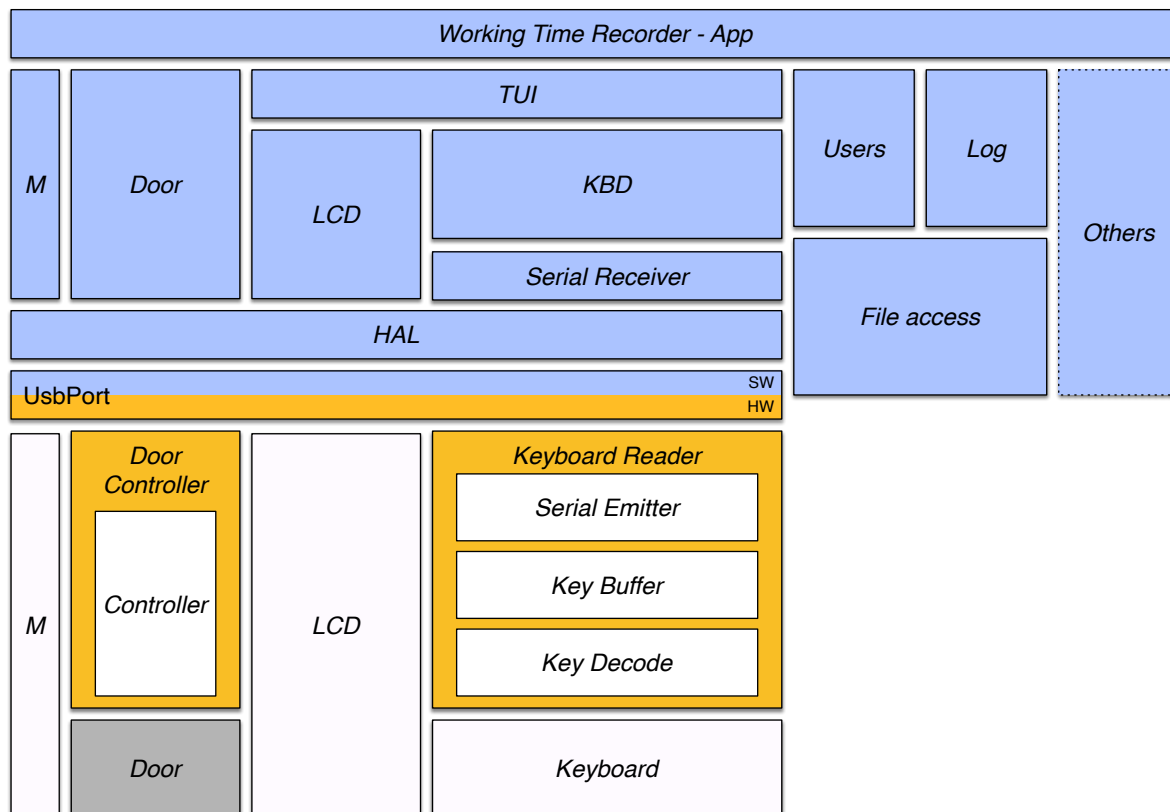 Working Time Recorder - App
M
Door
TUI
LCD
KBD
Serial Receiver
Users
Log
Others
File access
HAL
UsbPort
SW
HW
M
Door
Controller
Controller
Door
LCD
Keyboard Reader
Serial Emitter
Key Buffer
Key Decode
Keyboard